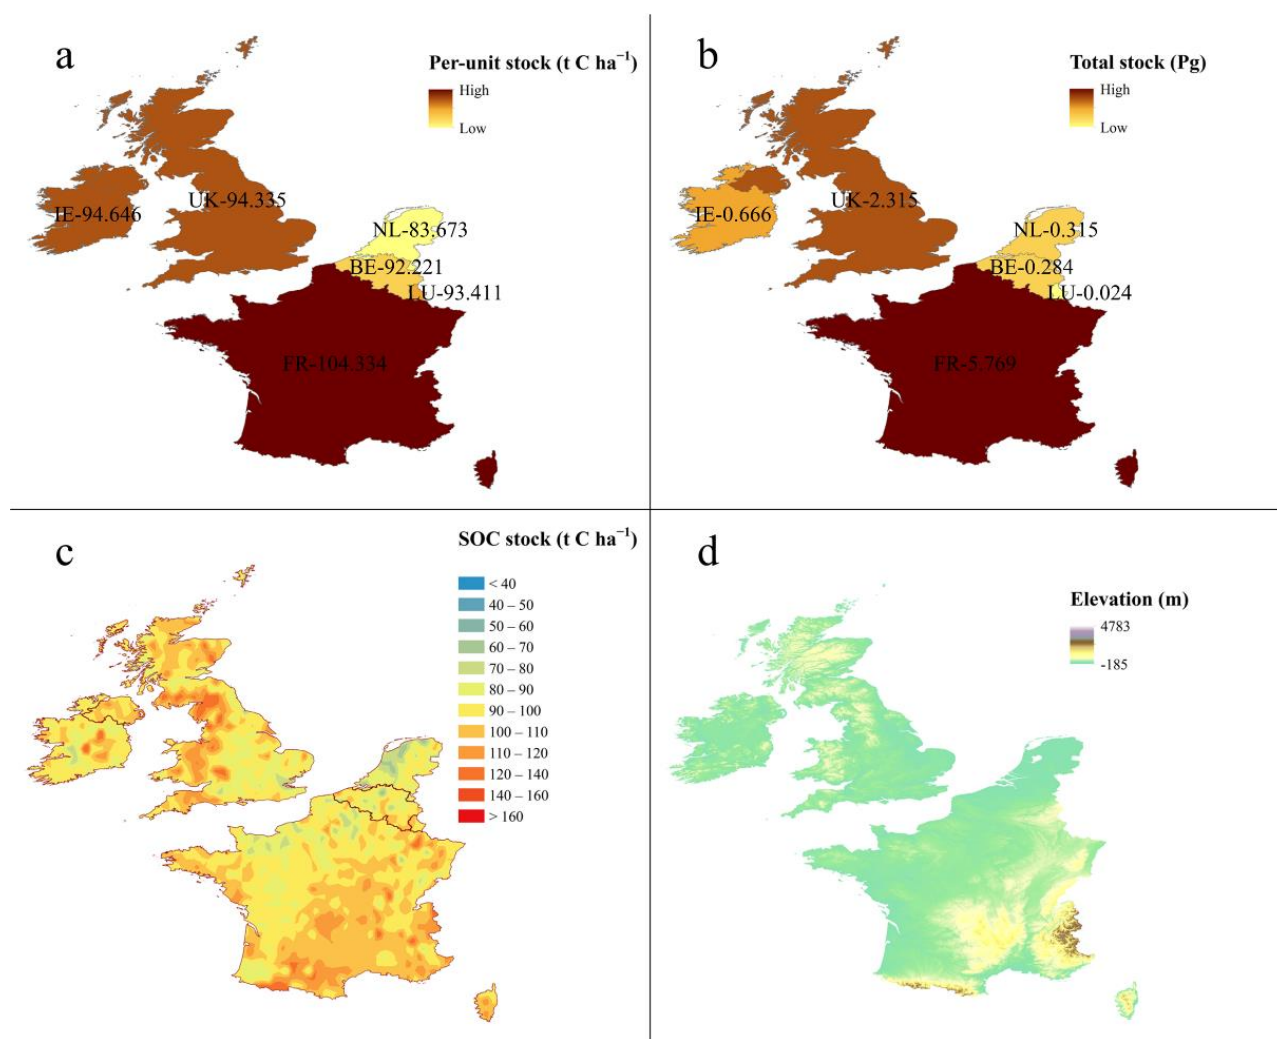 a
Per-unit stock (t C ha⁻¹)
High
Low
IE-94.646
UK-94.335
NL-83.673
BE-92.221
LU-93.411
FR-104.334
b
Total stock (Pg)
High
Low
IE-0.666
UK-2.315
NL-0.315
BE-0.284
LU-0.024
FR-5.769
c
SOC stock (t C ha⁻¹)
< 40
40 – 50
50 – 60
60 – 70
70 – 80
80 – 90
90 – 100
100 – 110
110 – 120
120 – 140
140 – 160
> 160
d
Elevation (m)
4783
-185